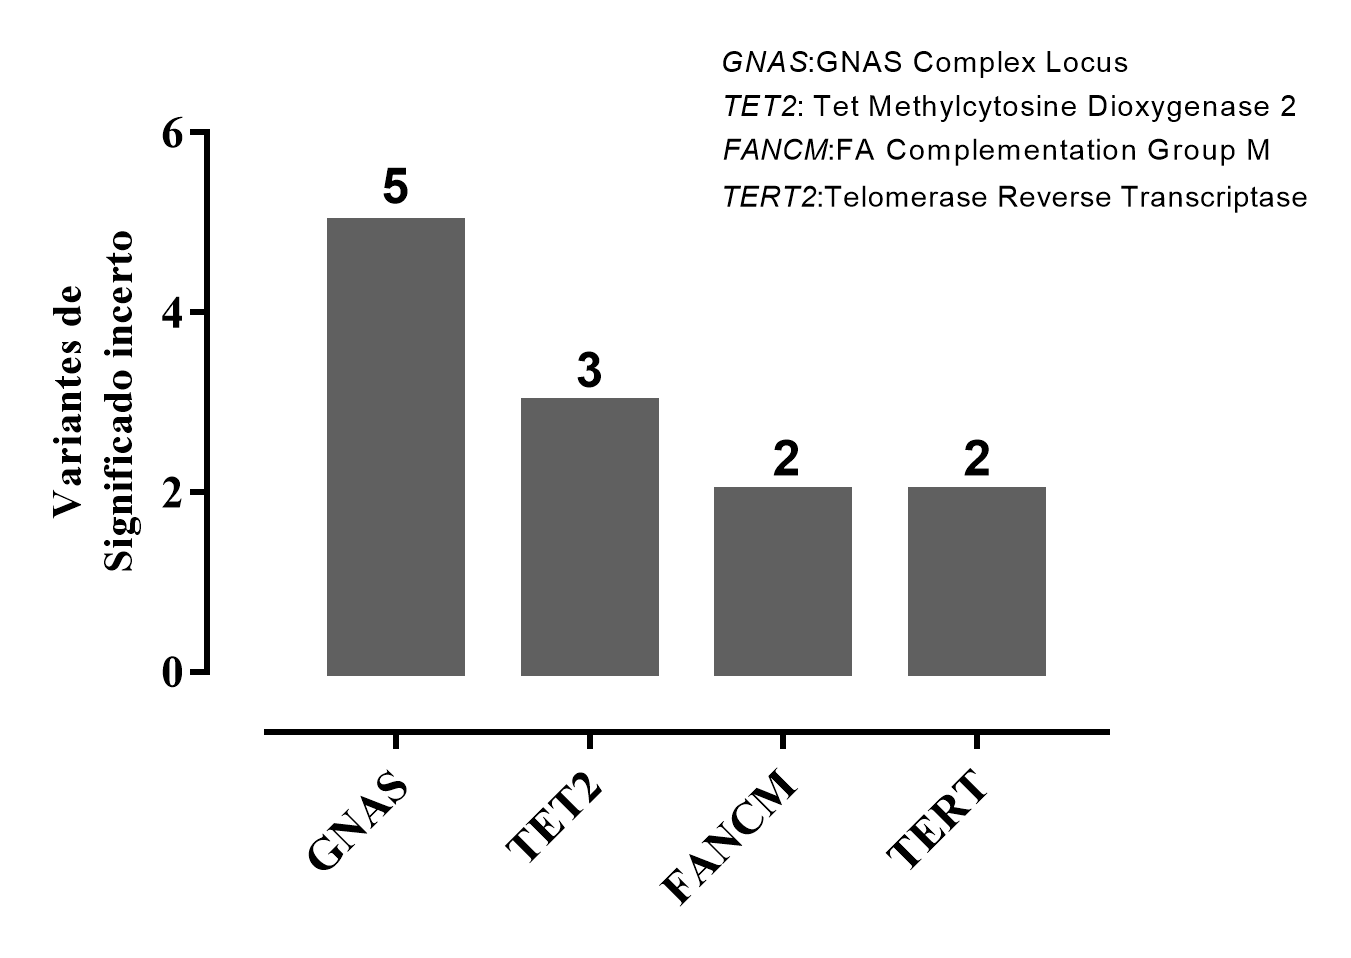 GNAS:GNAS Complex Locus
TET2: Tet Methylcytosine Dioxygenase 2
FANCM:FA Complementation Group M
TERT2:Telomerase Reverse Transcriptase
Variantes de
Significado incerto
6
4
2
0
5
3
2
2
GNAS
TET2
FANCM
TERT